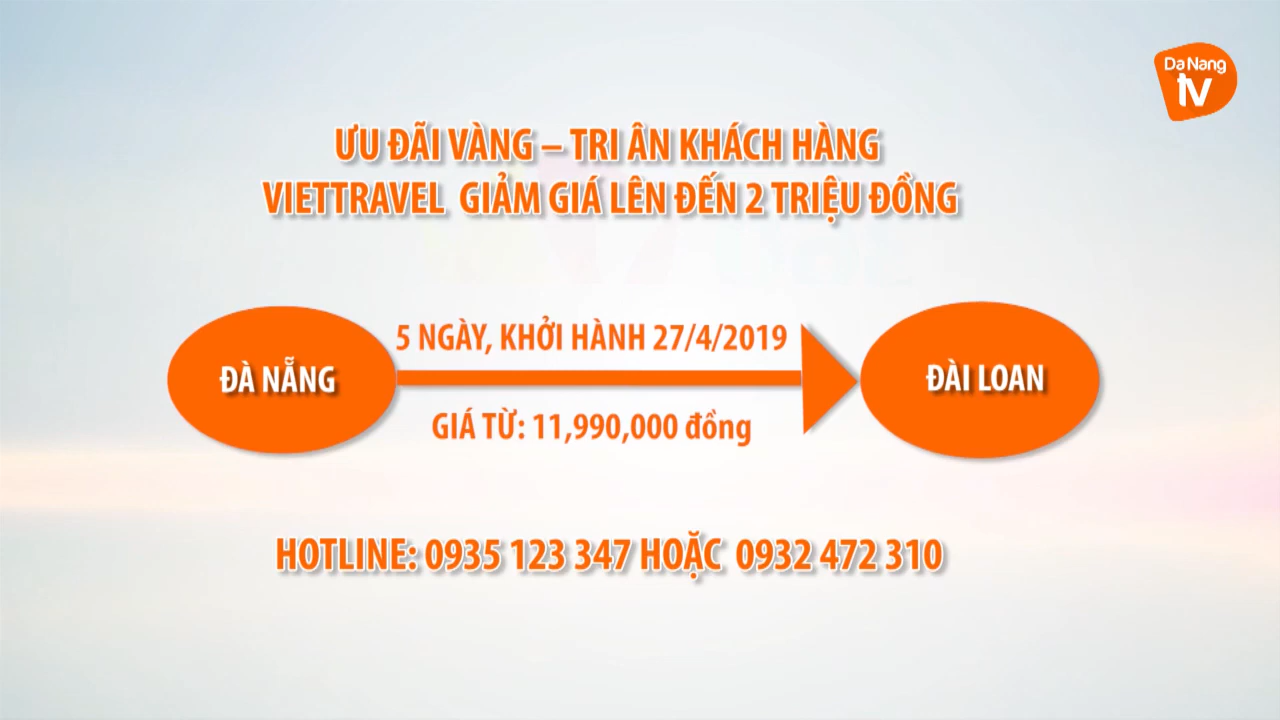 Da Nang
tv
ƯU ĐÃI VÀNG – TRI ÂN KHÁCH HÀNG
VIETTRAVEL GIẢM GIÁ LÊN ĐẾN 2 TRIỆU ĐỒNG
5 NGÀY, KHỞI HÀNH 27/4/2019
ĐÀ NẴNG
ĐÀI LOAN
GIÁ TỪ: 11,990,000 đồng
HOTLINE: 0935 123 347 HOẶC 0932 472 310